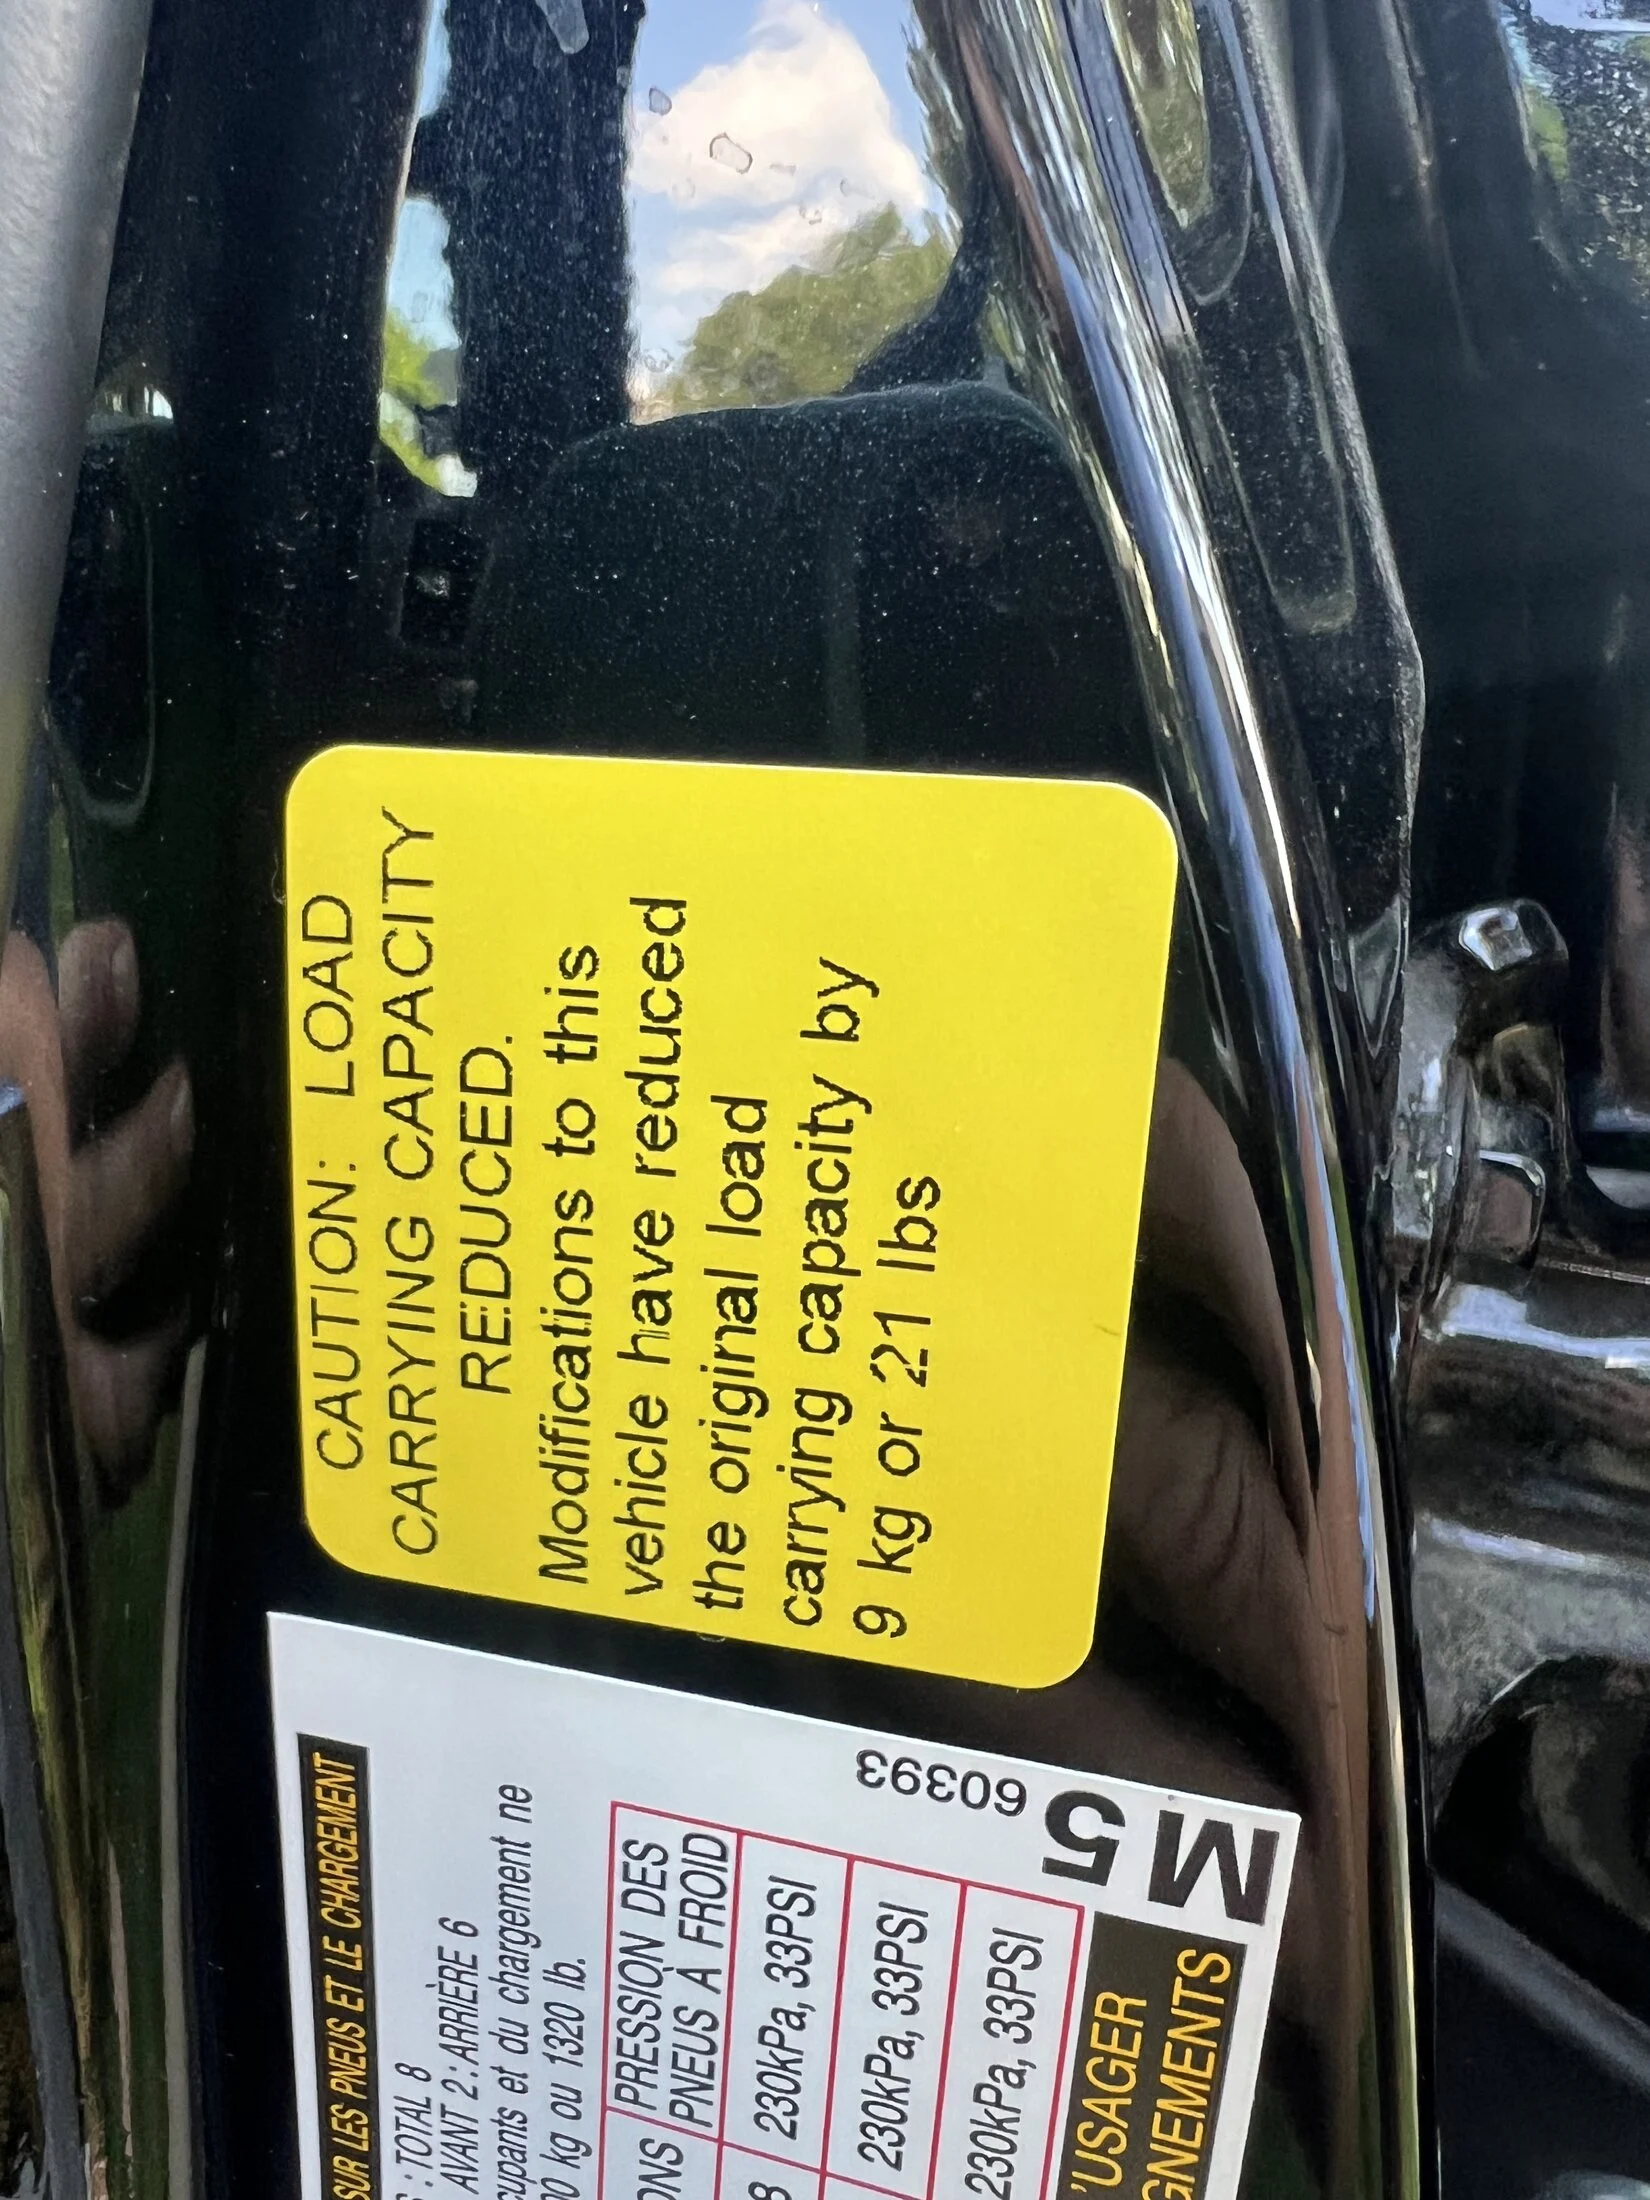 CAUTION: LOAD
CARRYING CAPACITY
REDUCED.
Modifications to this
vehicle have reduced
the original load
carrying capacity by
9 kg or 21 lbs
SUR LES PNEUS ET LE CHARGEMENT
: TOTAL 8
AVANT 2: ARRIÈRE 6
cupants et du chargement ne
kg ou 1320 lb.
ONS PRESSION DES
PNEUS À FROID
230kPa, 33PSI
230kPa, 33PSI
230kPa, 33PSI
'USAGER
GNEMENTS
M5
60393